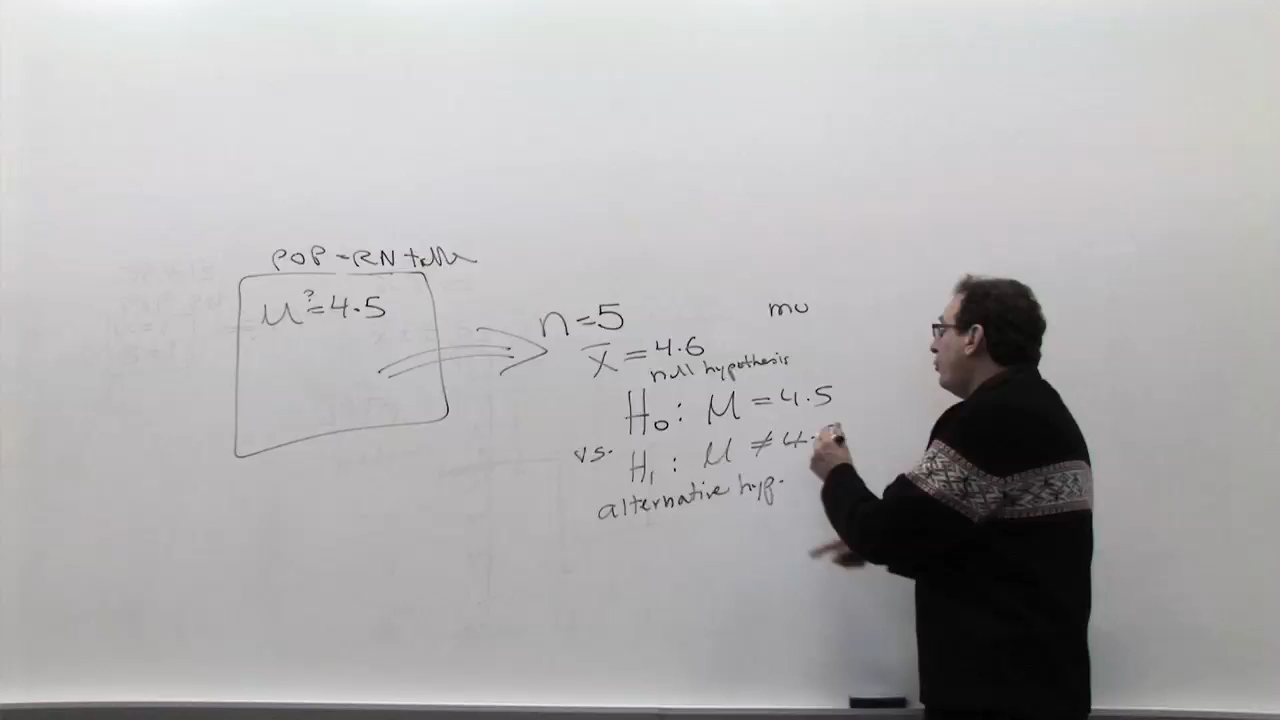 POP - RN table
μ ?= 4.5
n = 5
x̄ = 4.6
mu
null hypothesis
H₀ : μ = 4.5
vs.
H₁ : μ ≠ 4.
alternative hyp.